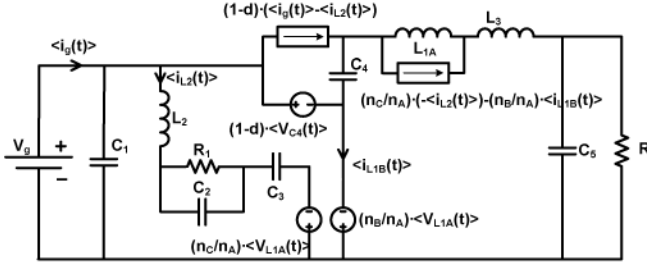 (1-d)·(<ig(t)>-<iL2(t)>)
<ig(t)>
L1A
L3
<iL2(t)>
C4
(nC/nA)·(-<iL2(t)>)-(nB/nA)·<iL1B(t)>
L2
(1-d)·<VC4(t)>
Vg
+
−
C1
R1
C3
<iL1B(t)>
C5
R
C2
(nB/nA)·<VL1A(t)>
(nC/nA)·<VL1A(t)>